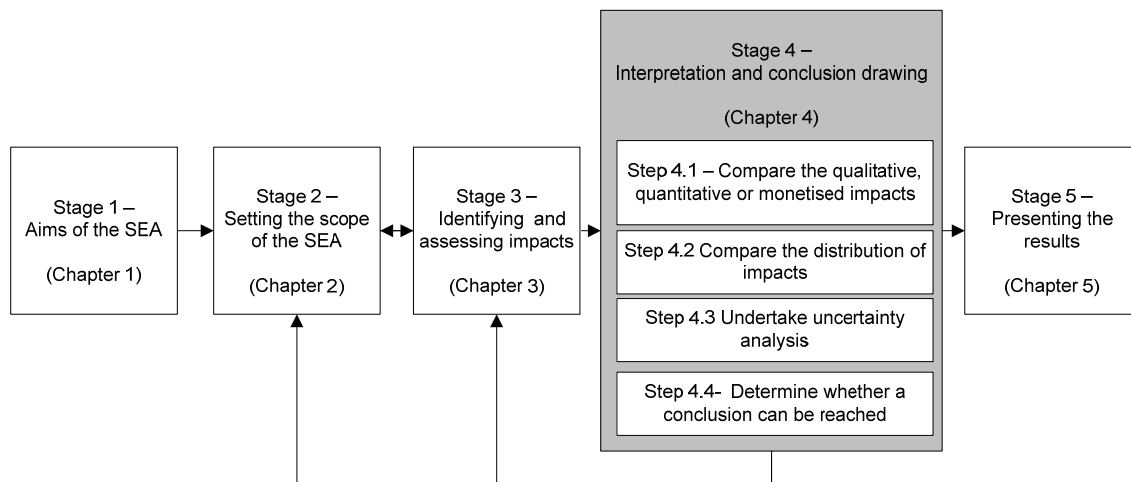 Stage 1 –
Aims of the SEA
(Chapter 1)
Stage 2 –
Setting the scope
of the SEA
(Chapter 2)
Stage 3 –
Identifying and
assessing impacts
(Chapter 3)
Stage 4 –
Interpretation and conclusion drawing
(Chapter 4)
Step 4.1 – Compare the qualitative,
quantitative or monetised impacts
Step 4.2 Compare the distribution of
impacts
Step 4.3 Undertake uncertainty
analysis
Step 4.4- Determine whether a
conclusion can be reached
Stage 5 –
Presenting the
results
(Chapter 5)